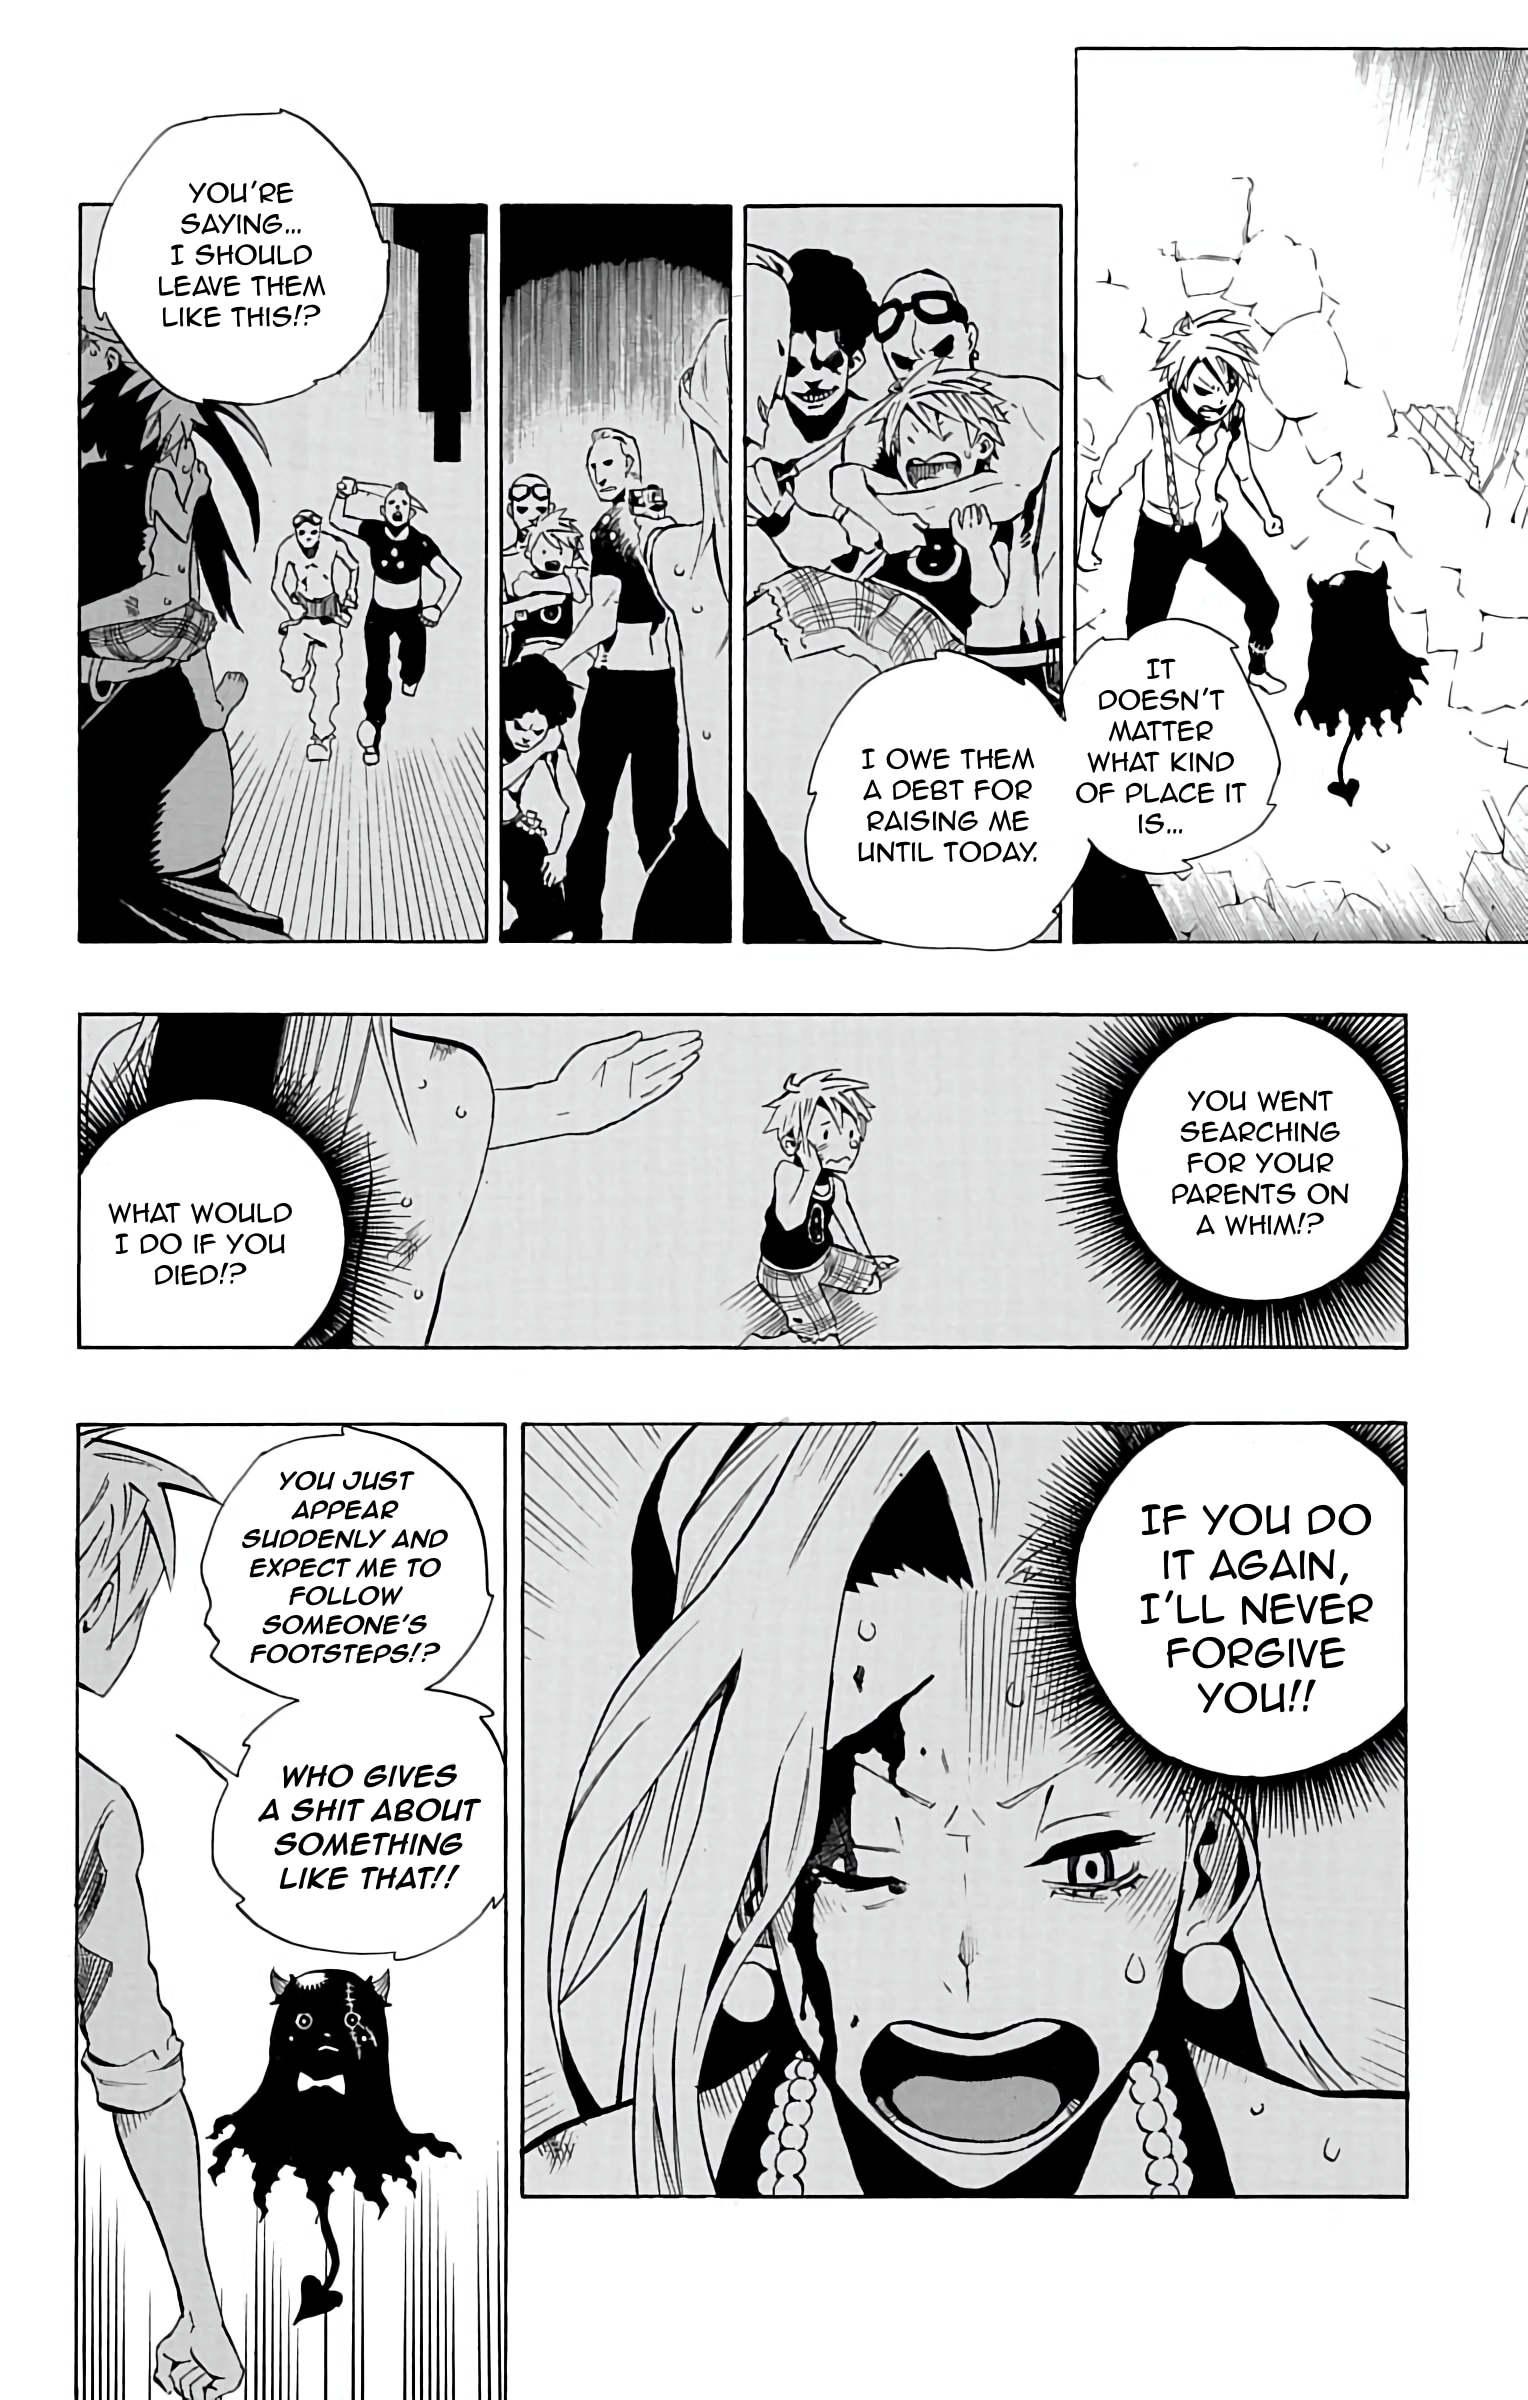 IT
DOESN'T
MATTER
WHAT KIND
OF PLACE IT
IS...
I OWE THEM
A DEBT FOR
RAISING ME
UNTIL TODAY.
YOU'RE
SAYING...
I SHOULD
LEAVE THEM
LIKE THIS!?
YOU WENT
SEARCHING
FOR YOUR
PARENTS ON
A WHIM!?
WHAT WOULD
I DO IF YOU
DIED!?
IF YOU DO
IT AGAIN,
I'LL NEVER
FORGIVE
YOU!!
YOU JUST
APPEAR
SUDDENLY AND
EXPECT ME TO
FOLLOW
SOMEONE'S
FOOTSTEPS!?
WHO GIVES
A SHIT ABOUT
SOMETHING
LIKE THAT!!